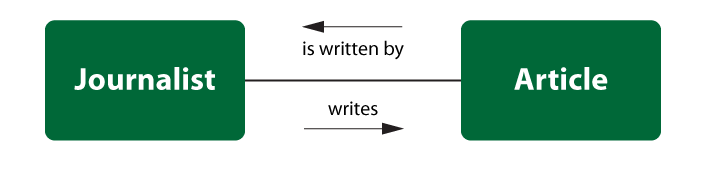 is written by
Journalist
Article
writes